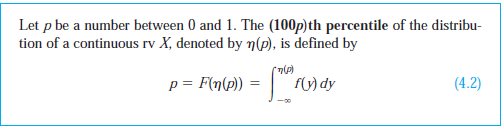 Let p be a number between 0 and 1. The (100p)th percentile of the distribu-
tion of a continuous rv X, denoted by η(p), is defined by
p = F(η(p)) = ∫_{-∞}^{η(p)} f(y) dy (4.2)